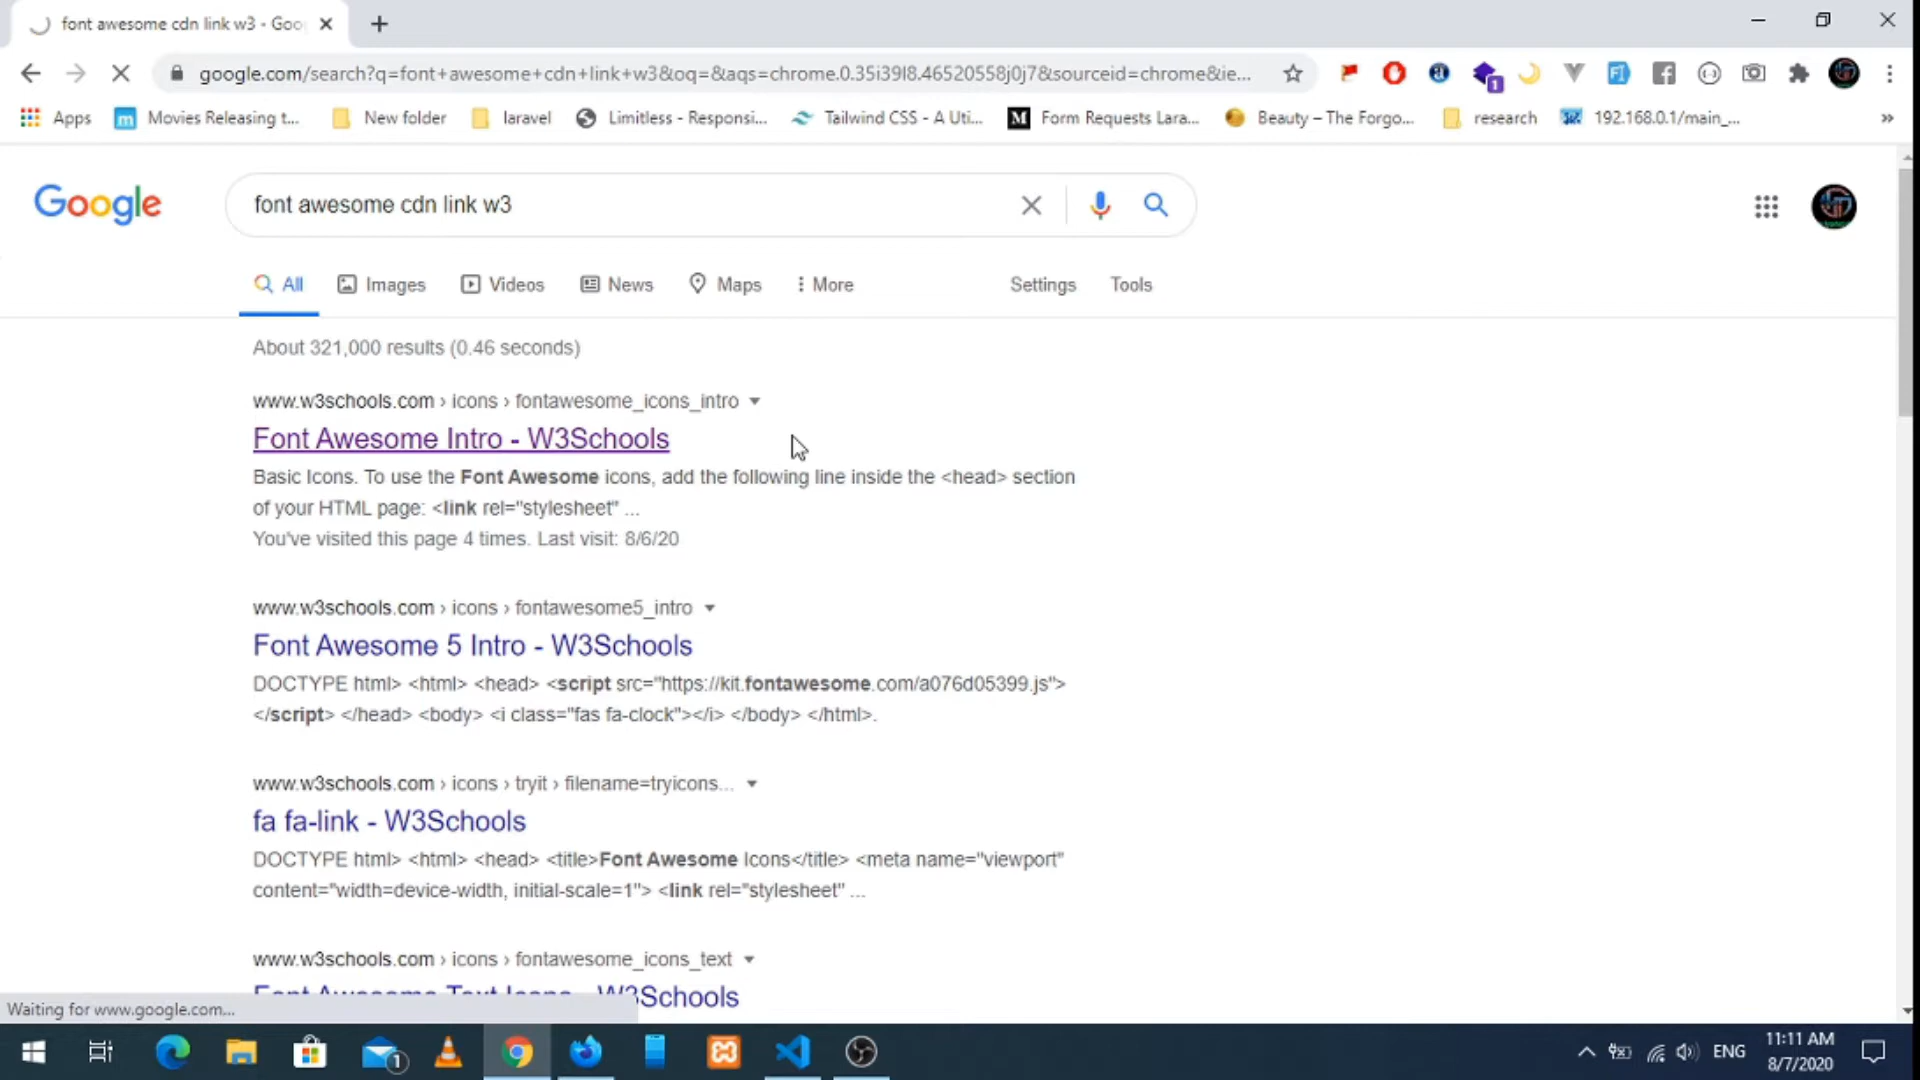 font awesome cdn link w3 - Goo
google.com/search?q=font+awesome+cdn+link+w3&oq=&aqs=chrome.0.35i39l8.46520558j0j7&sourceid=chrome&ie...
1
Apps
Movies Releasing t...
New folder
laravel
Limitless - Responsi...
Tailwind CSS - A Uti...
M
Form Requests Lara...
Beauty – The Forgo...
research
192.168.0.1/main_...
»
Google
font awesome cdn link w3
All
Images
Videos
News
Maps
More
Settings
Tools
About 321,000 results (0.46 seconds)
www.w3schools.com › icons › fontawesome_icons_intro
Font Awesome Intro - W3Schools
Basic Icons. To use the Font Awesome icons, add the following line inside the <head> section
of your HTML page: <link rel="stylesheet" ...
You've visited this page 4 times. Last visit: 8/6/20
www.w3schools.com › icons › fontawesome5_intro
Font Awesome 5 Intro - W3Schools
DOCTYPE html> <html> <head> <script src="https://kit.fontawesome.com/a076d05399.js">
</script> </head> <body> <i class="fas fa-clock"></i> </body> </html>.
www.w3schools.com › icons › tryit › filename=tryicons...
fa fa-link - W3Schools
DOCTYPE html> <html> <head> <title>Font Awesome Icons</title> <meta name="viewport"
content="width=device-width, initial-scale=1"> <link rel="stylesheet" ...
www.w3schools.com › icons › fontawesome_icons_text
Font Awesome Text Icons - W3Schools
Waiting for www.google.com...
1
ENG
11:11 AM
8/7/2020